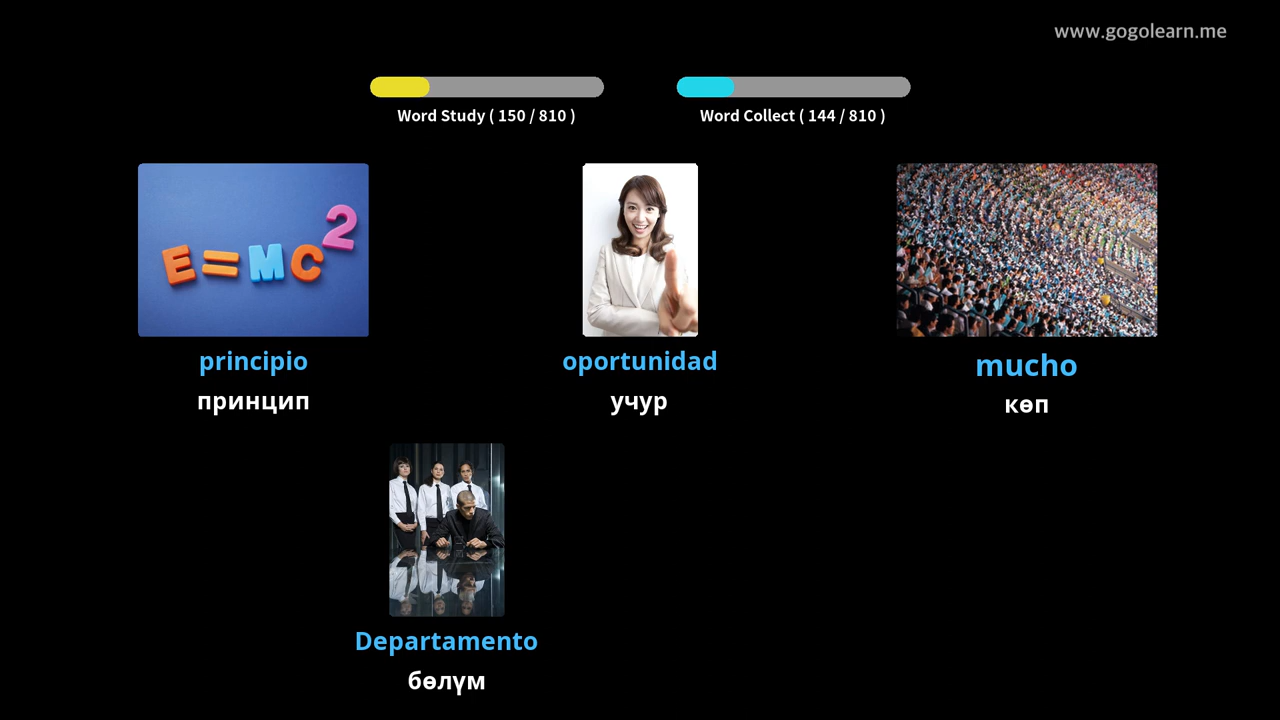 www.gogolearn.me
Word Study ( 150 / 810 )
Word Collect ( 144 / 810 )
E=MC2
principio
принцип
oportunidad
учур
mucho
көп
Departamento
бөлүм